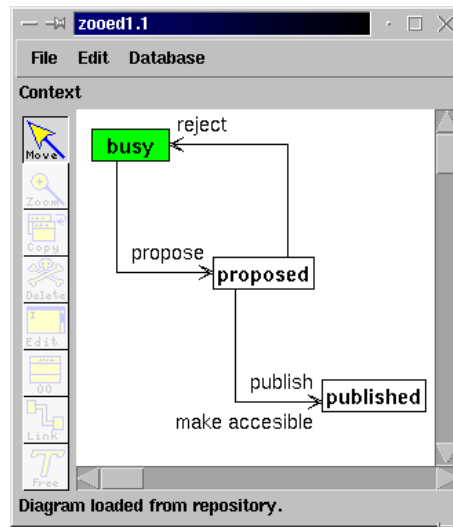 zooed1.1
File Edit Database
Context
Move
Zoom
Copy
Delete
Edit
OO
Link
Free
reject
busy
propose
proposed
publish
published
make accesible
Diagram loaded from repository.